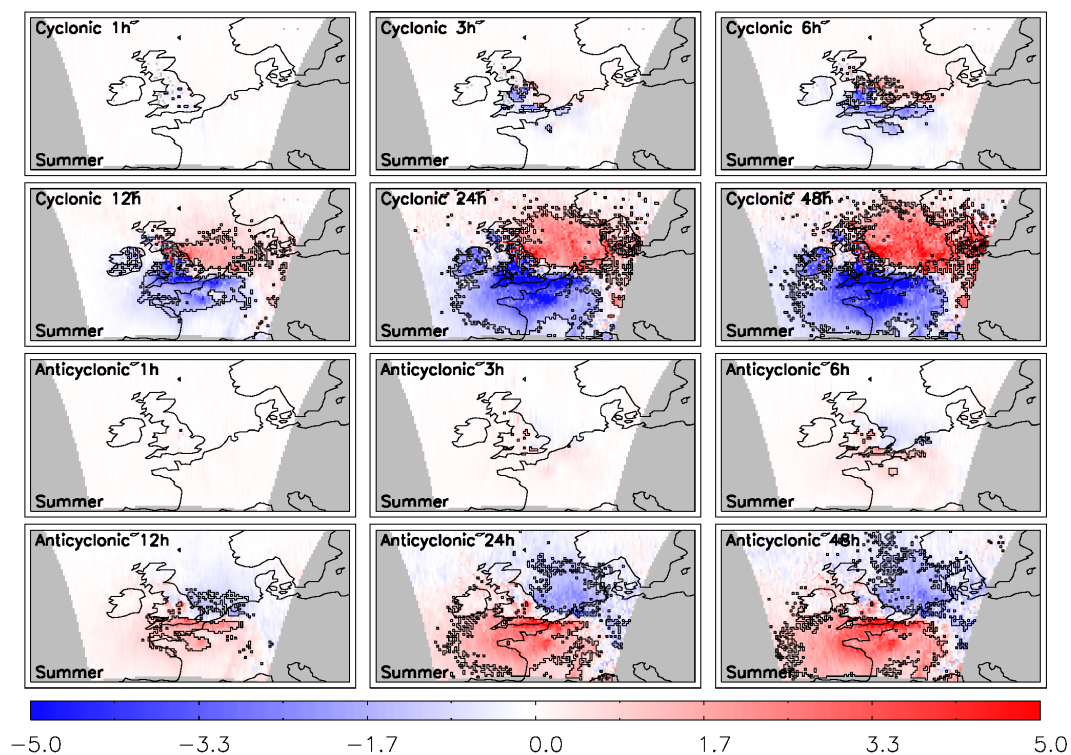 Cyclonic 1h
Summer
Cyclonic 3h
Summer
Cyclonic 6h
Summer
Cyclonic 12h
Summer
Cyclonic 24h
Summer
Cyclonic 48h
Summer
Anticyclonic 1h
Summer
Anticyclonic 3h
Summer
Anticyclonic 6h
Summer
Anticyclonic 12h
Summer
Anticyclonic 24h
Summer
Anticyclonic 48h
Summer
−5.0 −3.3 −1.7 0.0 1.7 3.3 5.0